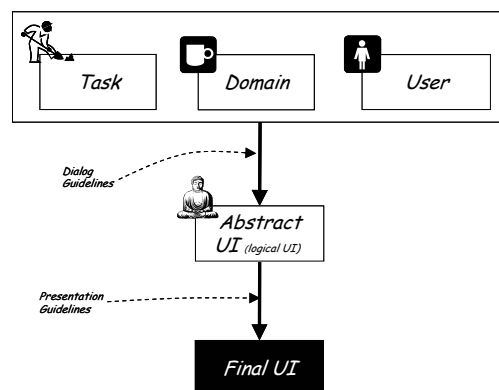 Task
Domain
User
Dialog
Guidelines
Abstract
UI (logical UI)
Presentation
Guidelines
Final UI